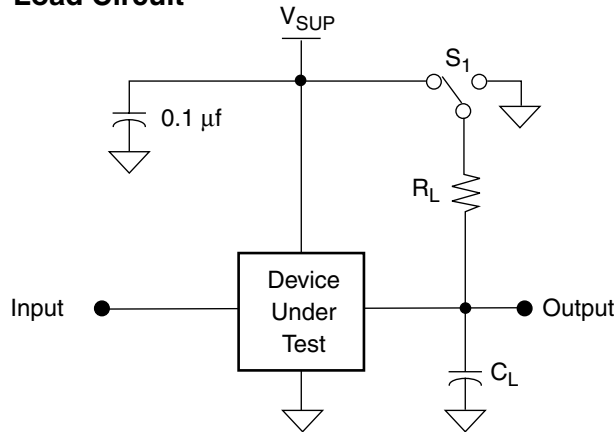 Load Circuit
V_SUP
S_1
0.1 μf
R_L
Device
Under
Test
Input
Output
C_L